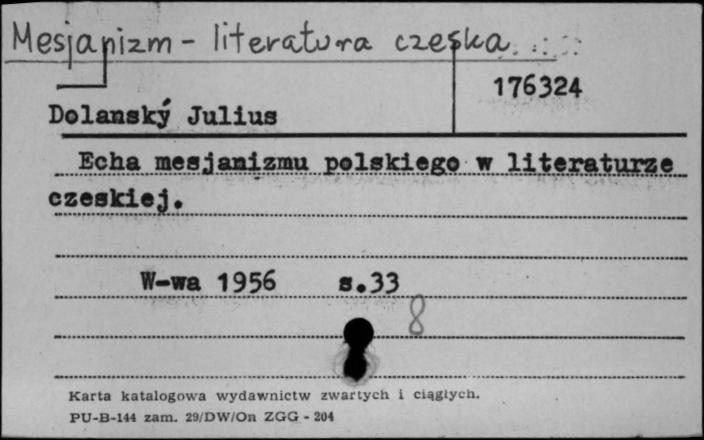 Mesjanizm - literatura czeska
176324
Dolanský Julius
Echa mesjanizmu polskiego w literaturze
czeskiej.
W-wa 1956 s.33
8
Karta katalogowa wydawnictw zwartych i ciągłych.
PU-B-144 zam. 29/DW/On ZGG - 204